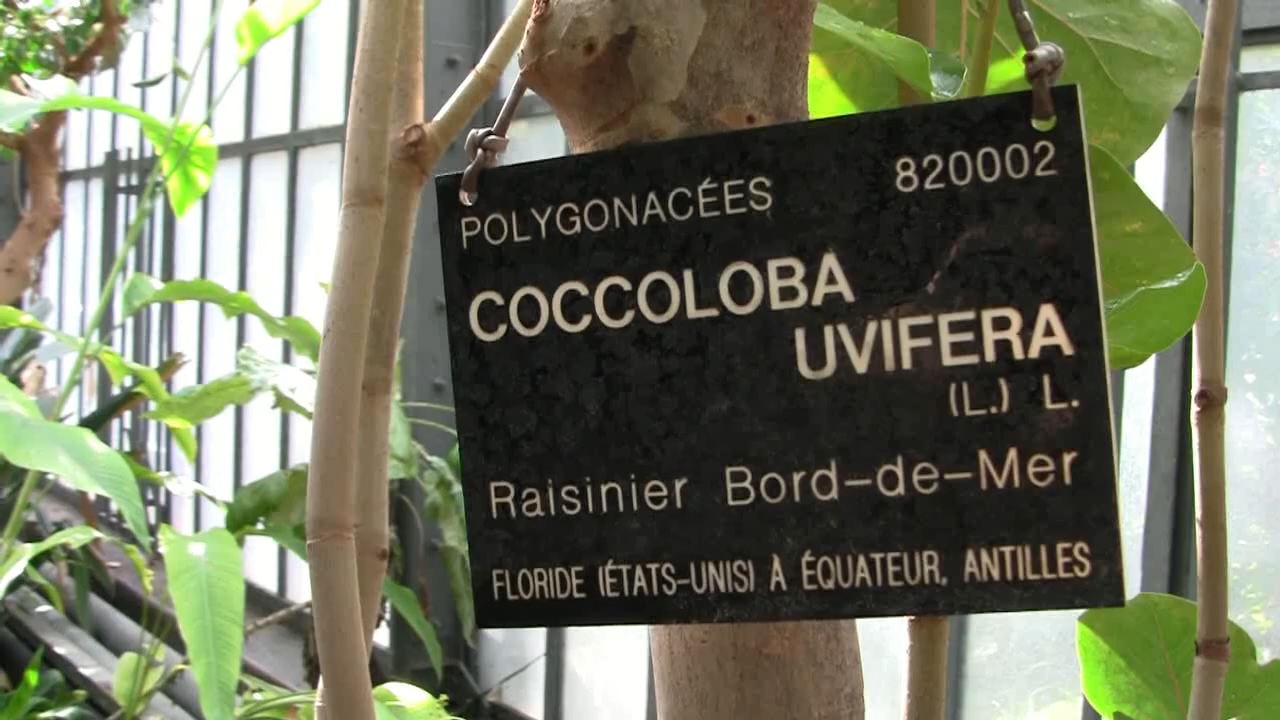 POLYGONACÉES 820002
COCCOLOBA
UVIFERA
(L.) L.
Raisinier Bord-de-Mer
FLORIDE (ÉTATS-UNIS) À ÉQUATEUR, ANTILLES